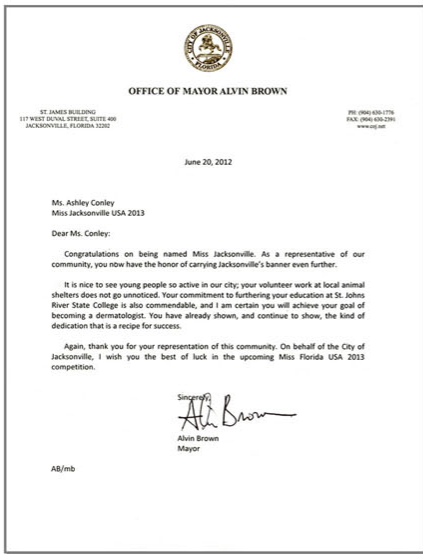 CITY OF JACKSONVILLE
FLORIDA
OFFICE OF MAYOR ALVIN BROWN
ST. JAMES BUILDING
117 WEST DUVAL STREET, SUITE 400
JACKSONVILLE, FLORIDA 32202
PH: (904) 630-1776
FAX: (904) 630-2391
www.coj.net
June 20, 2012
Ms. Ashley Conley
Miss Jacksonville USA 2013
Dear Ms. Conley:
Congratulations on being named Miss Jacksonville. As a representative of our
community, you now have the honor of carrying Jacksonville's banner even further.
It is nice to see young people so active in our city; your volunteer work at local animal
shelters does not go unnoticed. Your commitment to furthering your education at St. Johns
River State College is also commendable, and I am certain you will achieve your goal of
becoming a dermatologist. You have already shown, and continue to show, the kind of
dedication that is a recipe for success.
Again, thank you for your representation of this community. On behalf of the City of
Jacksonville, I wish you the best of luck in the upcoming Miss Florida USA 2013
competition.
Sincerely,
Alvin Brown
Alvin Brown
Mayor
AB/mb